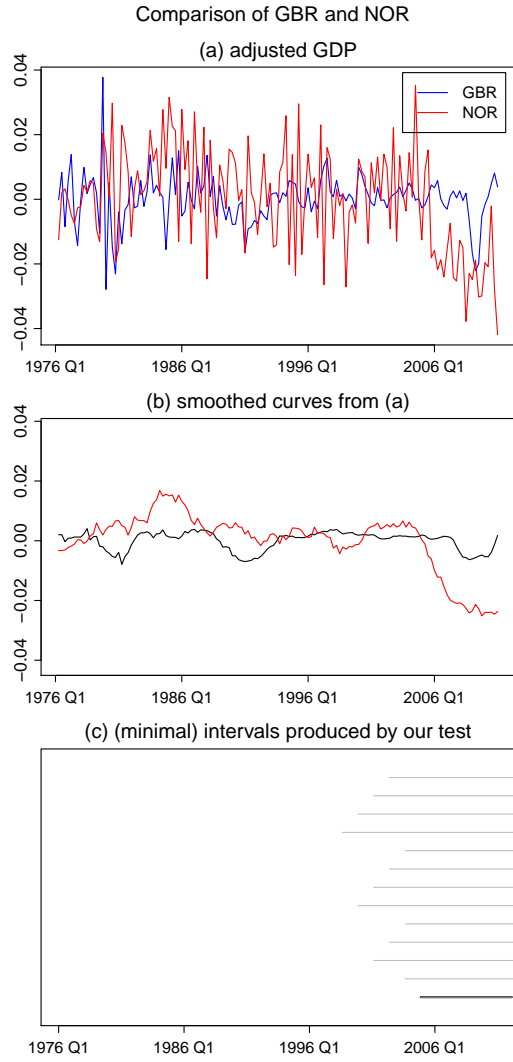 Comparison of GBR and NOR
(a) adjusted GDP
0.04
0.02
0.00
−0.02
−0.04
GBR
NOR
1976 Q1 1986 Q1 1996 Q1 2006 Q1
(b) smoothed curves from (a)
0.04
0.02
0.00
−0.02
−0.04
1976 Q1 1986 Q1 1996 Q1 2006 Q1
(c) (minimal) intervals produced by our test
1976 Q1 1986 Q1 1996 Q1 2006 Q1